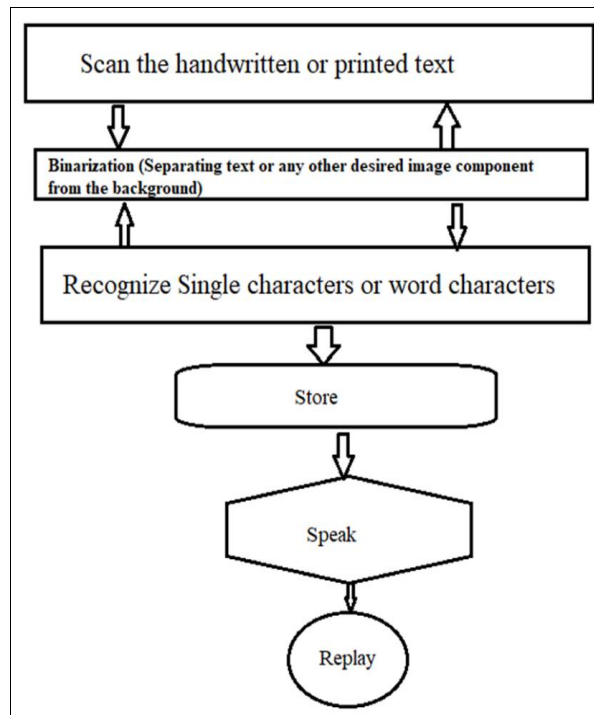 Scan the handwritten or printed text
Binarization (Separating text or any other desired image component
from the background)
Recognize Single characters or word characters
Store
Speak
Replay